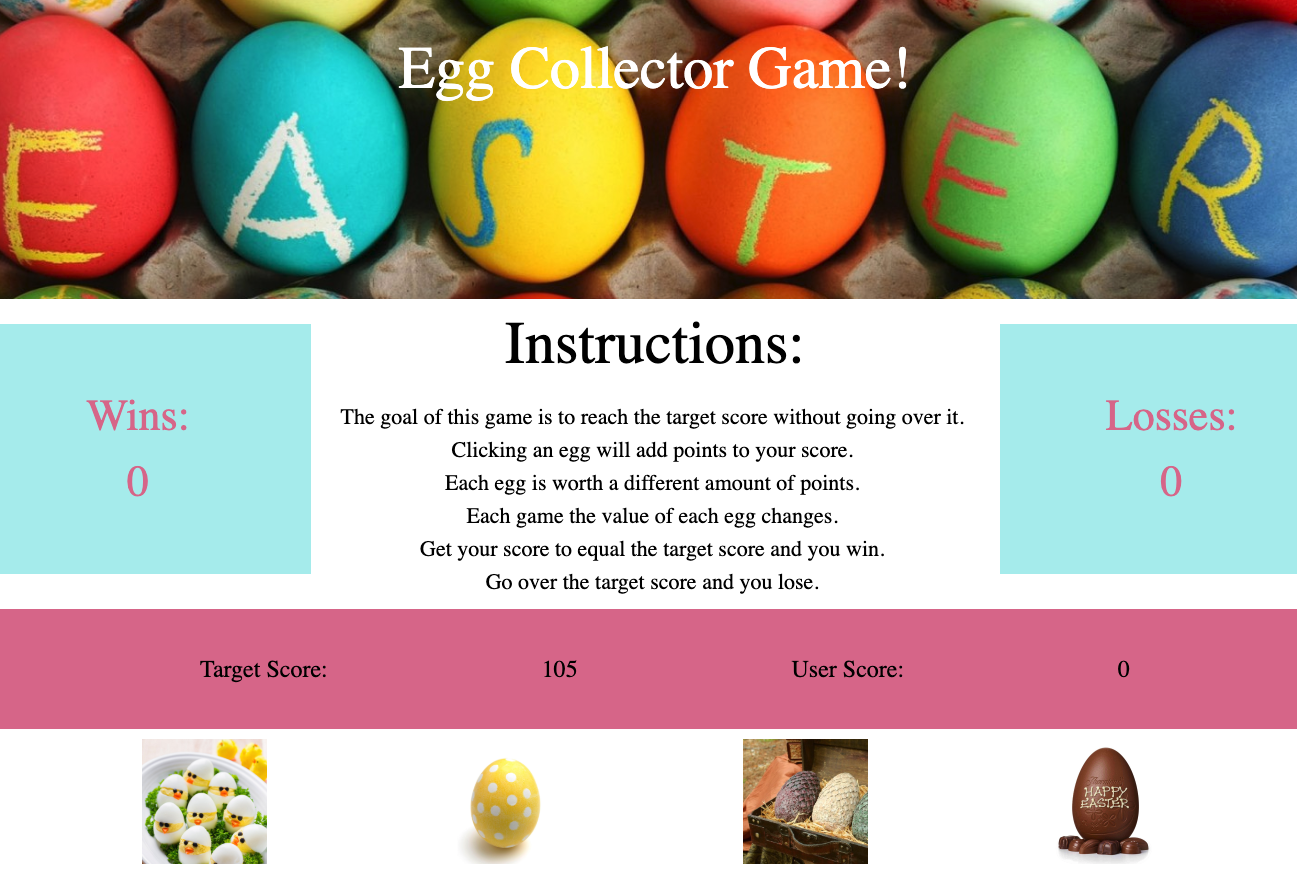 Egg Collector Game!
E A S T E R
Instructions:
Wins:
0
The goal of this game is to reach the target score without going over it.
Clicking an egg will add points to your score.
Each egg is worth a different amount of points.
Each game the value of each egg changes.
Get your score to equal the target score and you win.
Go over the target score and you lose.
Losses:
0
Target Score: 105 User Score: 0
HAPPY
EASTER